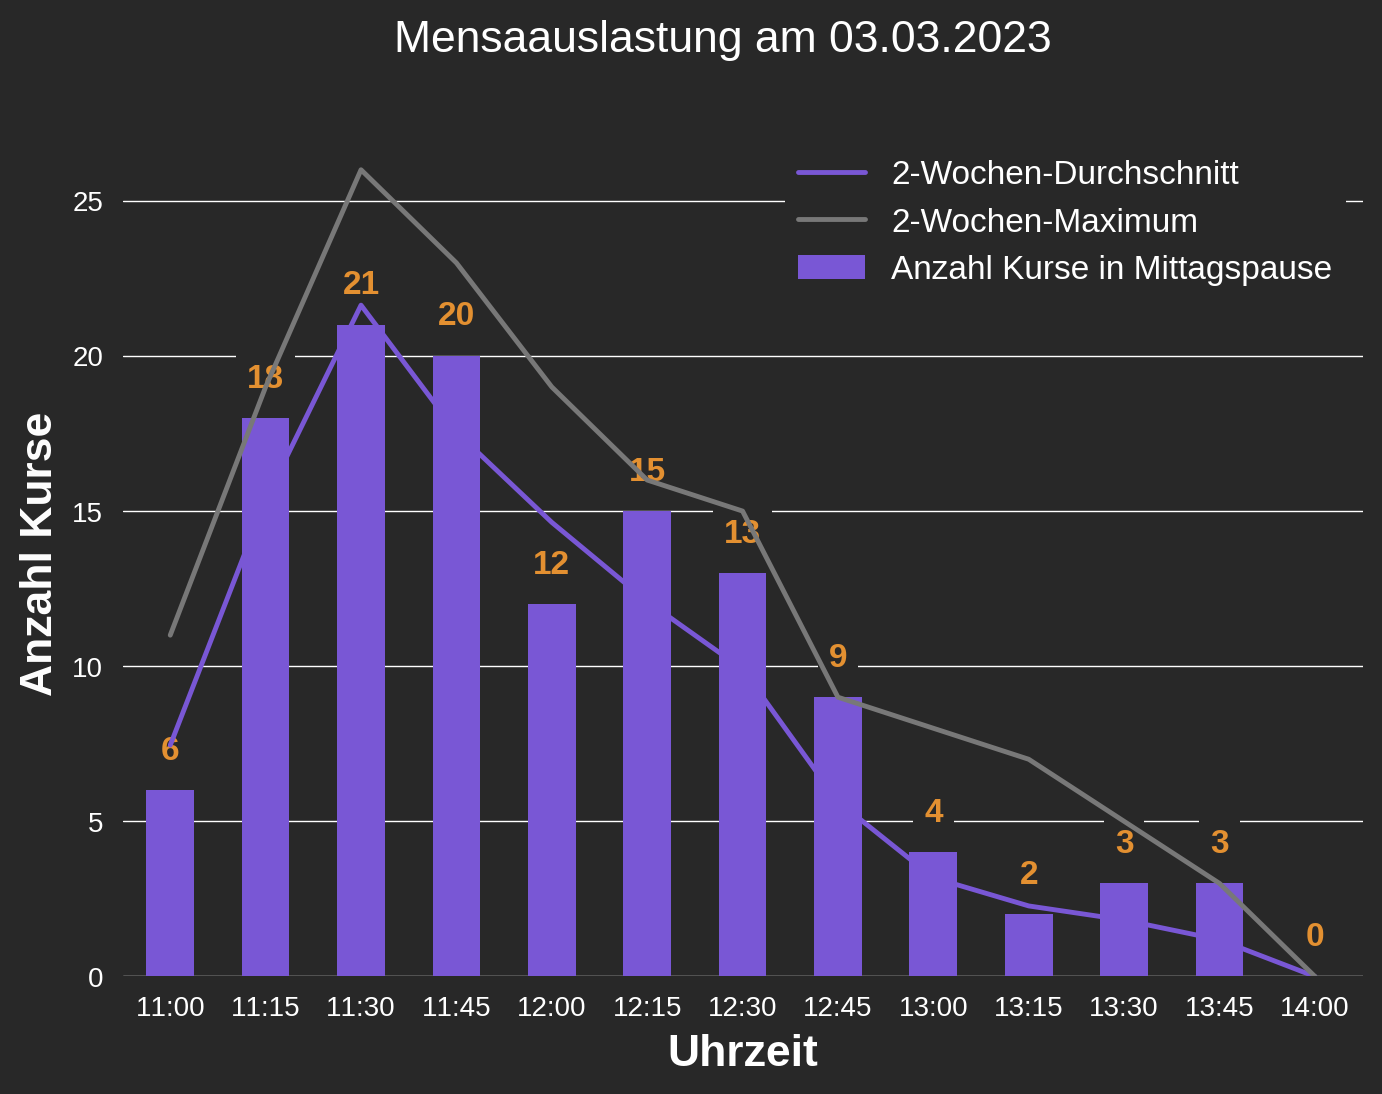 Mensaauslastung am 03.03.2023
2-Wochen-Durchschnitt
2-Wochen-Maximum
Anzahl Kurse in Mittagspause
Anzahl Kurse
25
20
15
10
5
0
6
18
21
20
12
15
13
9
4
2
3
3
0
11:00 11:15 11:30 11:45 12:00 12:15 12:30 12:45 13:00 13:15 13:30 13:45 14:00
Uhrzeit